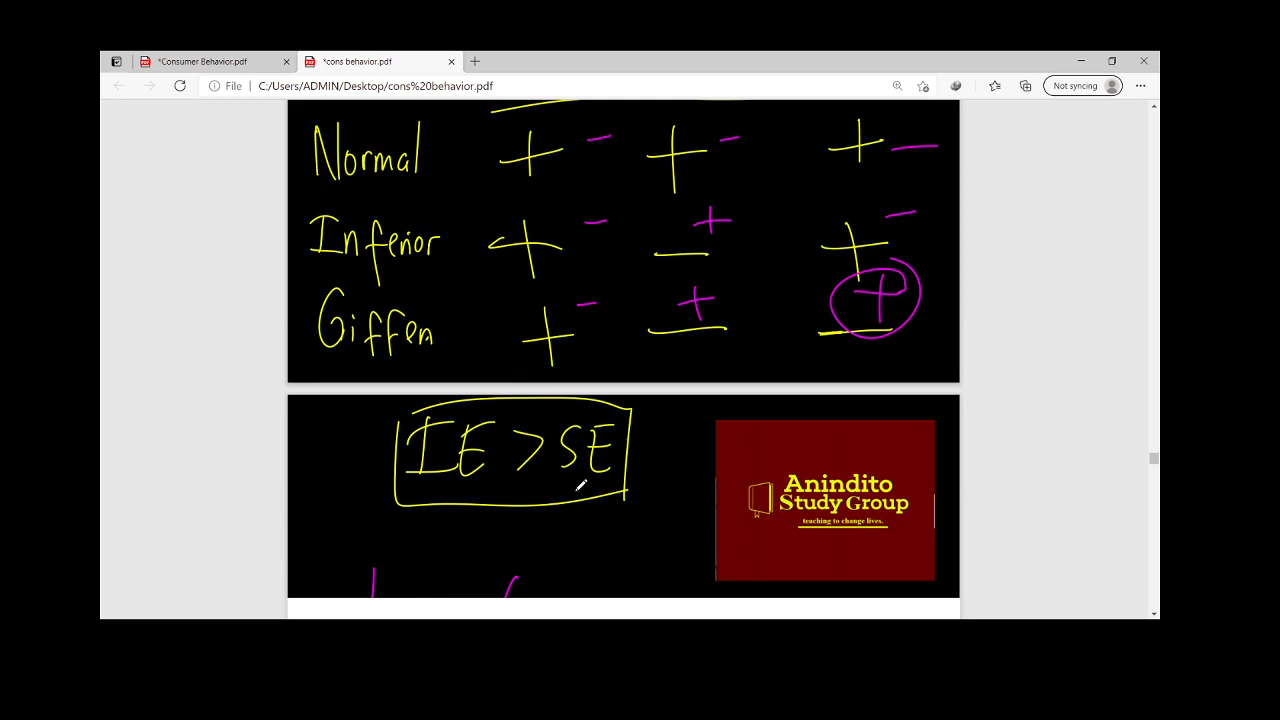 *Consumer Behavior.pdf
*cons behavior.pdf
File C:/Users/ADMIN/Desktop/cons%20behavior.pdf
Not syncing
Normal + - + - + -
Inferior + - - + + -
Giffen + - - + - +
IE > SE
Anindito
Study Group
teaching to change lives.